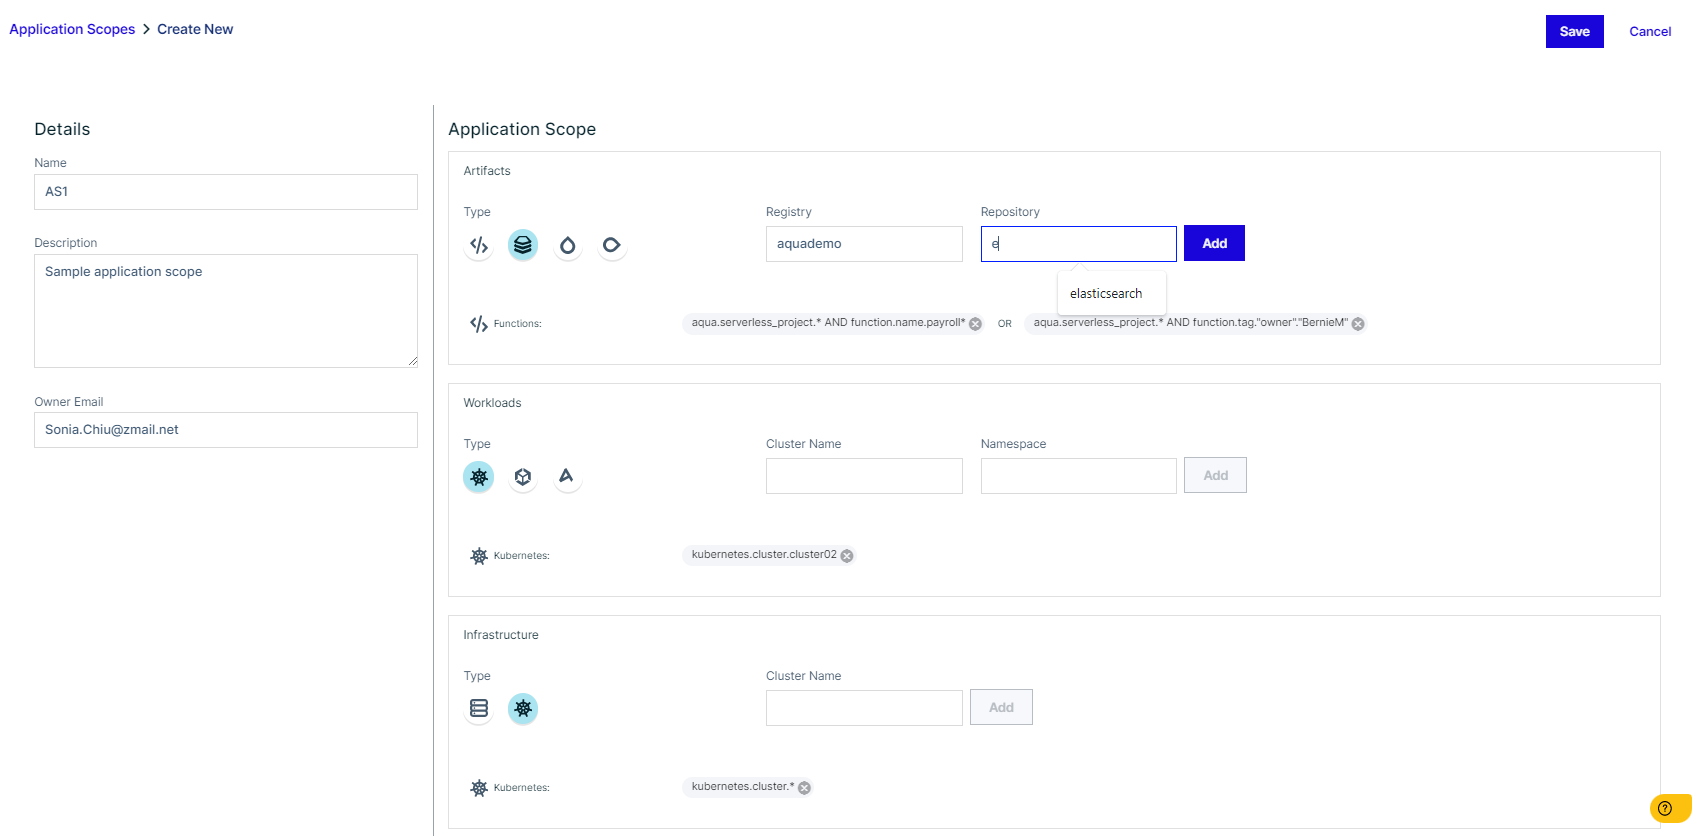 Application Scopes > Create New
Save
Cancel
Details
Name
AS1
Description
Sample application scope
Owner Email
Sonia.Chiu@zmail.net
Application Scope
Artifacts
Type
Registry
Repository
aquademo
e
Add
elasticsearch
Functions:
aqua.serverless_project.* AND function.name.payroll*
OR
aqua.serverless_project.* AND function.tag."owner"."BernieM"
Workloads
Type
Cluster Name
Namespace
Add
Kubernetes:
kubernetes.cluster.cluster02
Infrastructure
Type
Cluster Name
Add
Kubernetes:
kubernetes.cluster.*